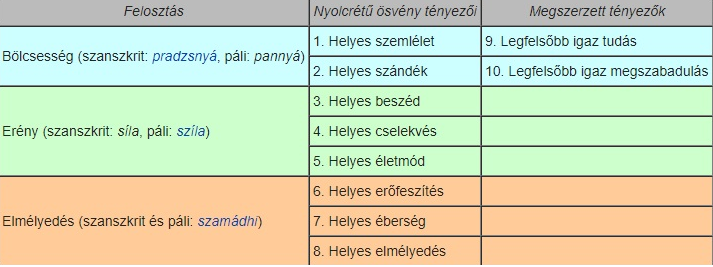 Felosztás Nyolcrétű ösvény tényezői Megszerzett tényezők
Bölcsesség (szanszkrit: pradzsnyá, páli: pannyá) 1. Helyes szemlélet 9. Legfelsőbb igaz tudás
2. Helyes szándék 10. Legfelsőbb igaz megszabadulás
Erény (szanszkrit: síla, páli: szíla) 3. Helyes beszéd
4. Helyes cselekvés
5. Helyes életmód
Elmélyedés (szanszkrit és páli: szamádhi) 6. Helyes erőfeszítés
7. Helyes éberség
8. Helyes elmélyedés